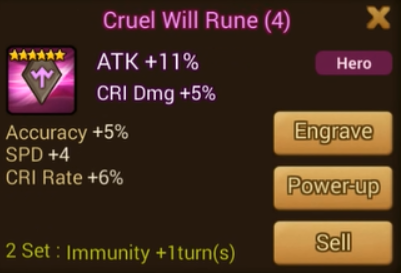 Cruel Will Rune (4)
ATK +11%
Hero
CRI Dmg +5%
Accuracy +5%
SPD +4
CRI Rate +6%
Engrave
Power-up
Sell
2 Set : Immunity +1turn(s)